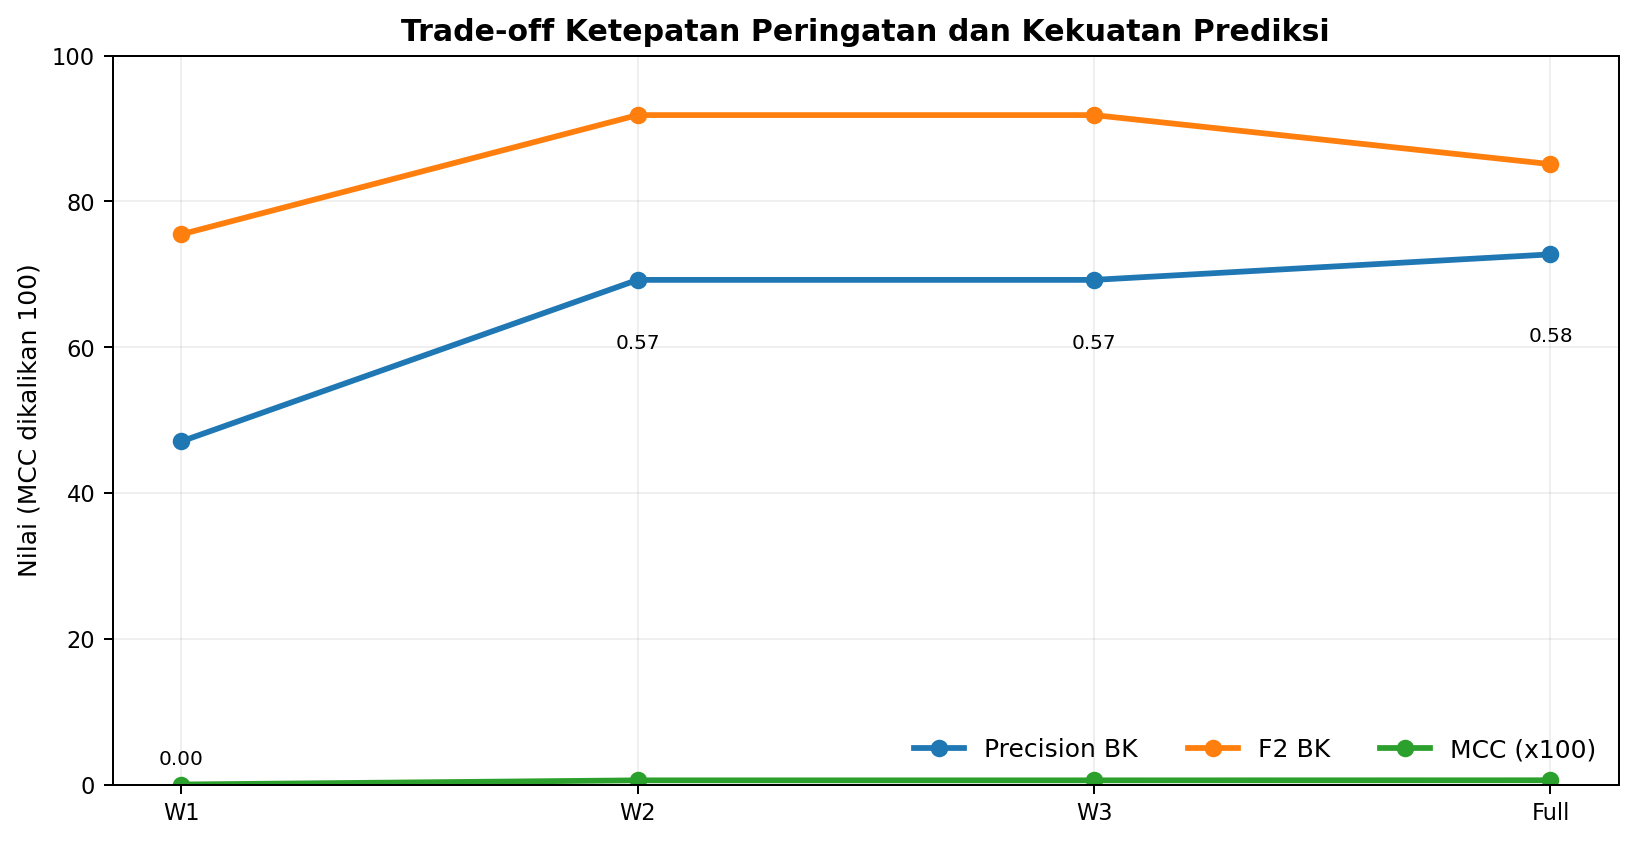 Trade-off Ketepatan Peringatan dan Kekuatan Prediksi
Nilai (MCC dikalikan 100)
100
80
60
40
20
0
0.00
0.57
0.57
0.58
Precision BK
F2 BK
MCC (x100)
W1
W2
W3
Full